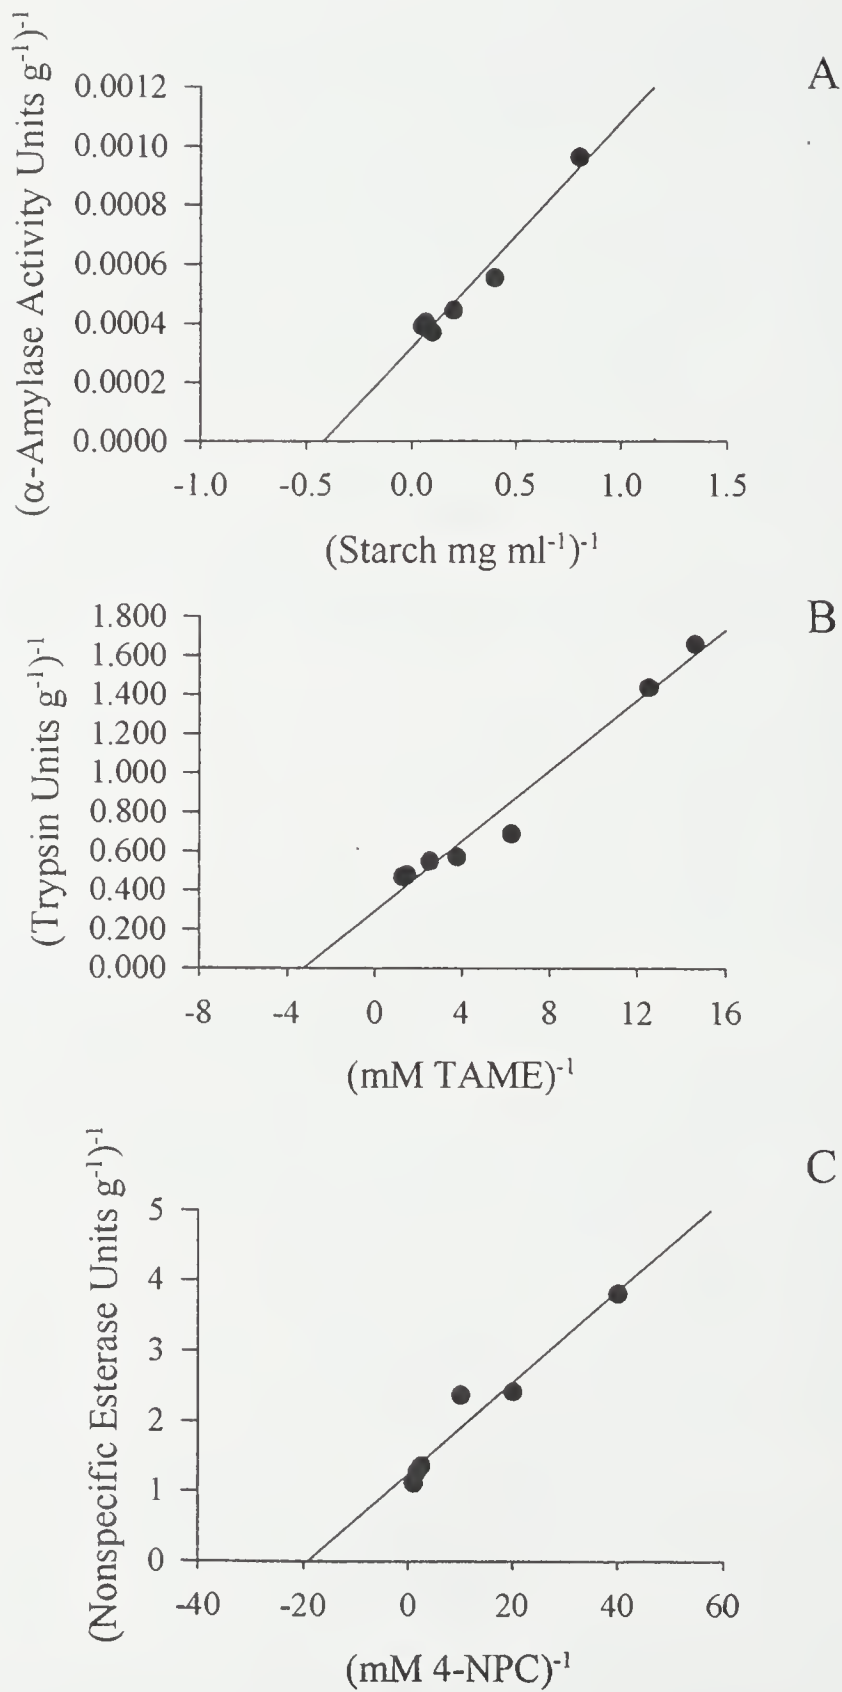 A
(α-Amylase Activity Units g⁻¹)⁻¹
0.0012
0.0010
0.0008
0.0006
0.0004
0.0002
0.0000
-1.0 -0.5 0.0 0.5 1.0 1.5
(Starch mg ml⁻¹)⁻¹
B
(Trypsin Units g⁻¹)⁻¹
1.800
1.600
1.400
1.200
1.000
0.800
0.600
0.400
0.200
0.000
-8 -4 0 4 8 12 16
(mM TAME)⁻¹
C
(Nonspecific Esterase Units g⁻¹)⁻¹
5
4
3
2
1
0
-40 -20 0 20 40 60
(mM 4-NPC)⁻¹